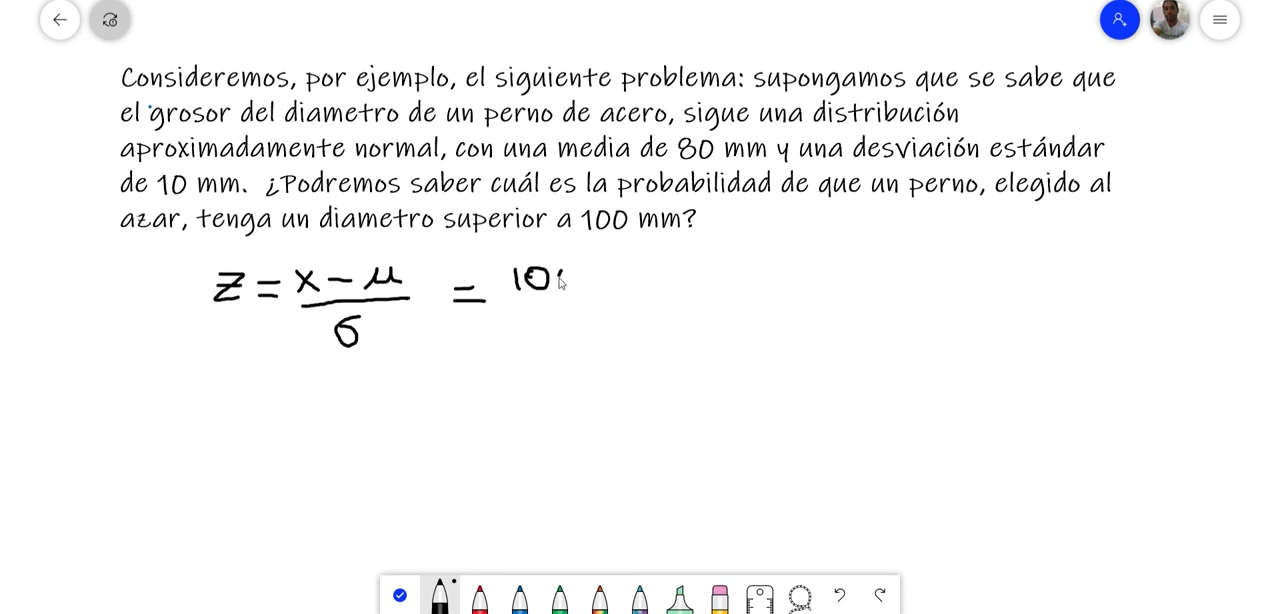 Consideremos, por ejemplo, el siguiente problema: supongamos que se sabe que
el grosor del diametro de un perno de acero, sigue una distribución
aproximadamente normal, con una media de 80 mm y una desviación estándar
de 10 mm. ¿Podremos saber cuál es la probabilidad de que un perno, elegido al
azar, tenga un diametro superior a 100 mm?
z = x - μ / σ = 10